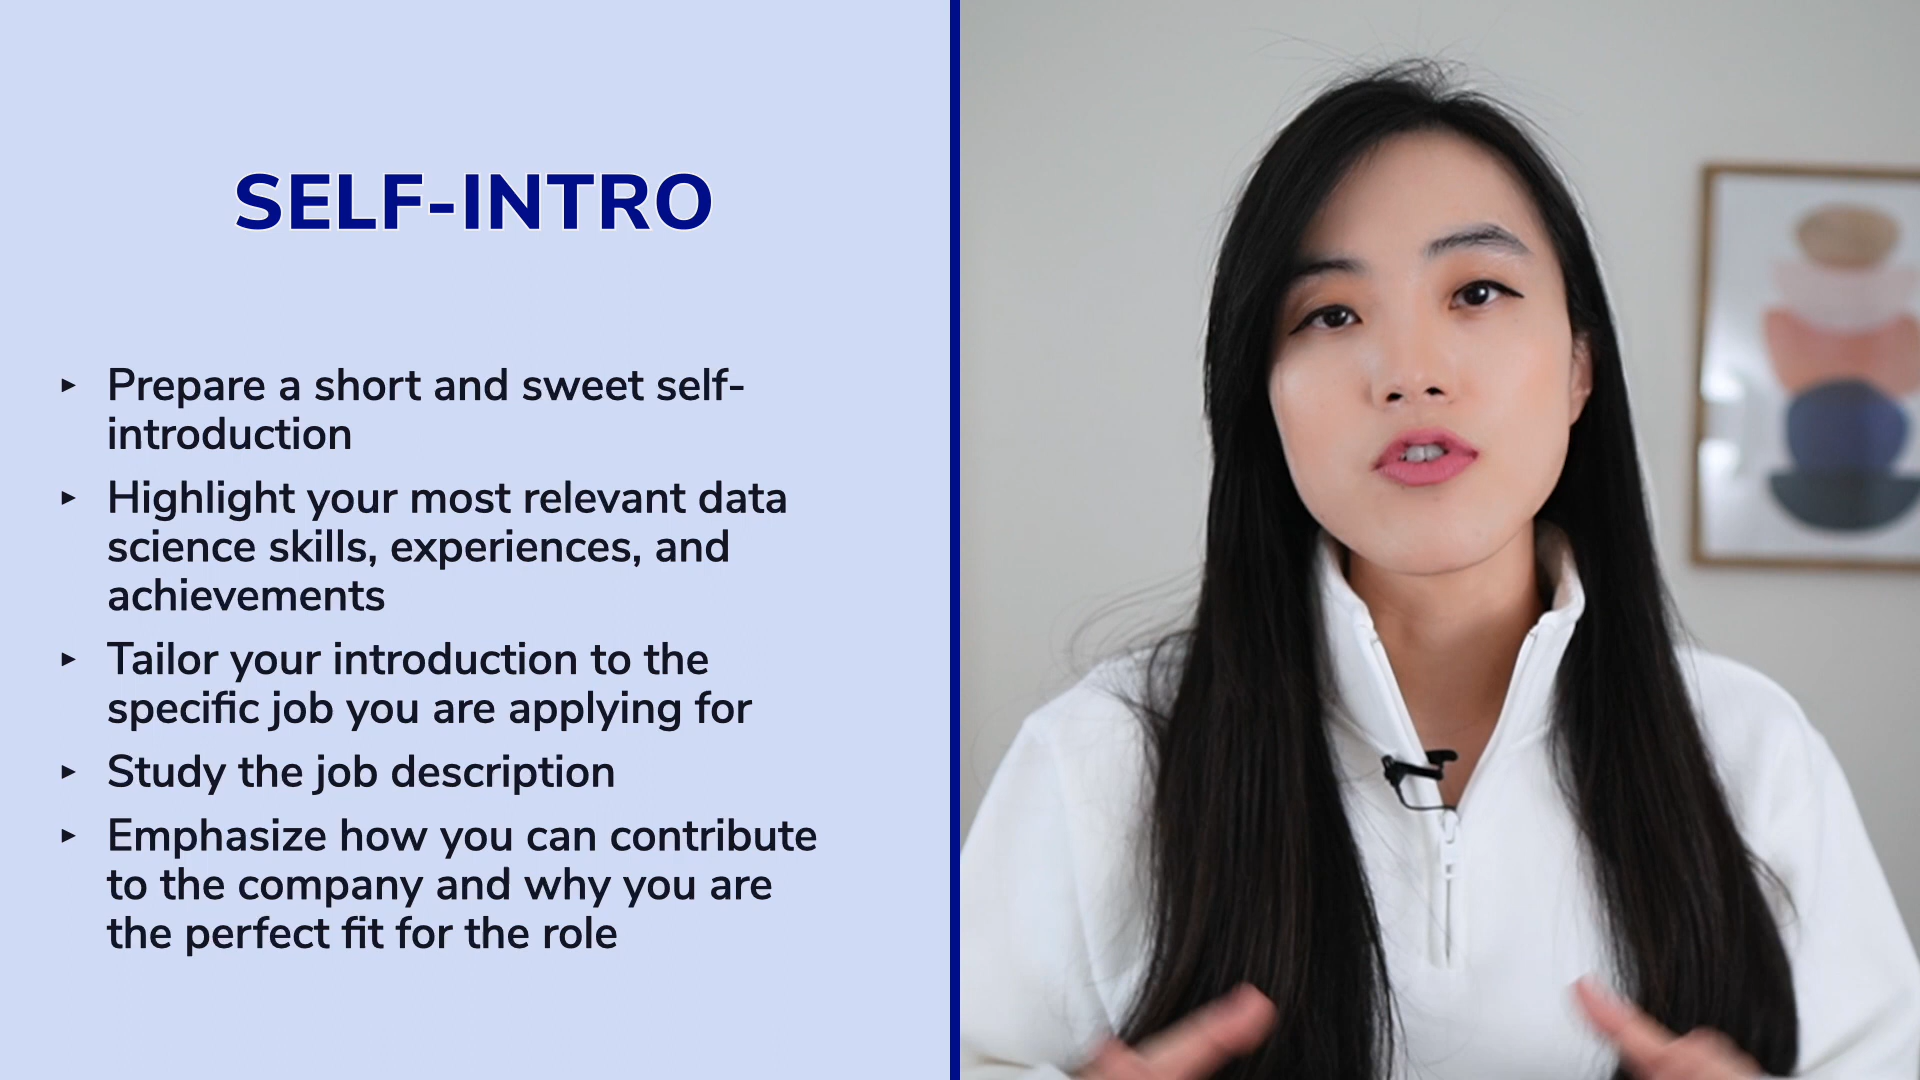 SELF-INTRO
‣ Prepare a short and sweet self-
introduction
‣ Highlight your most relevant data
science skills, experiences, and
achievements
‣ Tailor your introduction to the
specific job you are applying for
‣ Study the job description
‣ Emphasize how you can contribute
to the company and why you are
the perfect fit for the role